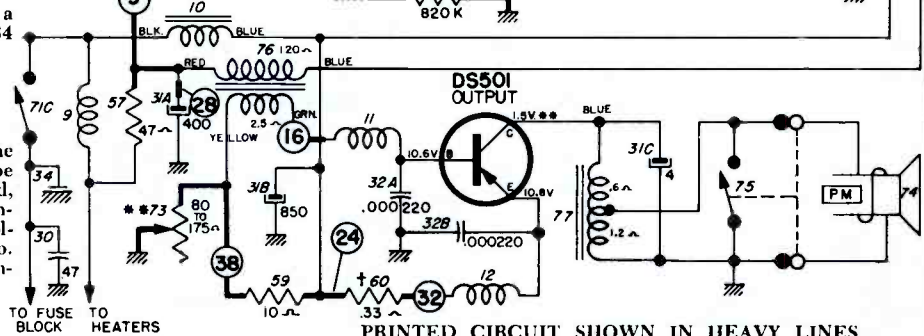 a
820 K
10
BLK.
BLUE
76 120~
RED
BLUE
DS501
OUTPUT
71C
9
57
31A
28
400
47~
GRN.
2.5~
YELLOW
16
11
1.5V **
C
BLUE
10.6V B
E
10.8V
31C
4
34
**73
80
TO
175~
31B
850
32A
.000220
32B
.000220
77
.6~
1.2~
75
PM
74
30
47
38
24
59
10 ~
+60
.33 ~
32
12
TO FUSE
BLOCK
TO
HEATERS
PRINTED CIRCUIT SHOWN IN HEAVY LINES